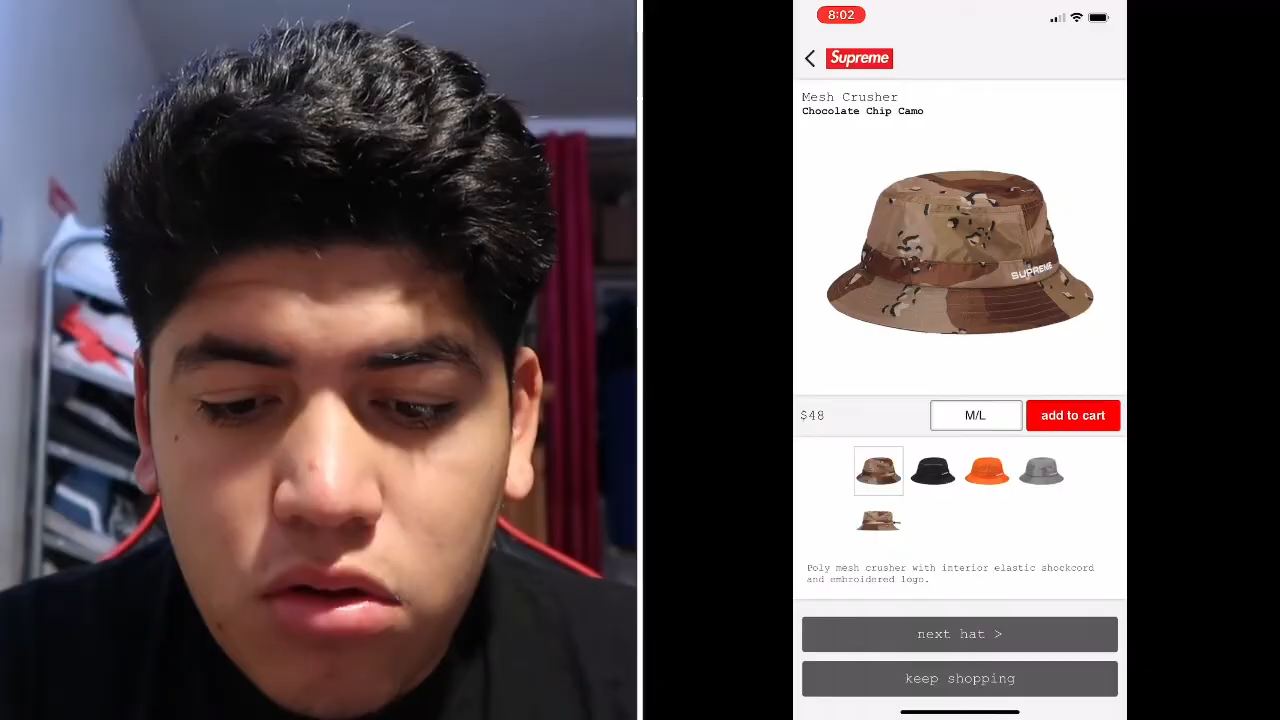 8:02
Supreme
Mesh Crusher
Chocolate Chip Camo
SUPREME
$48
M/L
add to cart
Poly mesh crusher with interior elastic shockcord
and embroidered logo.
next hat >
keep shopping